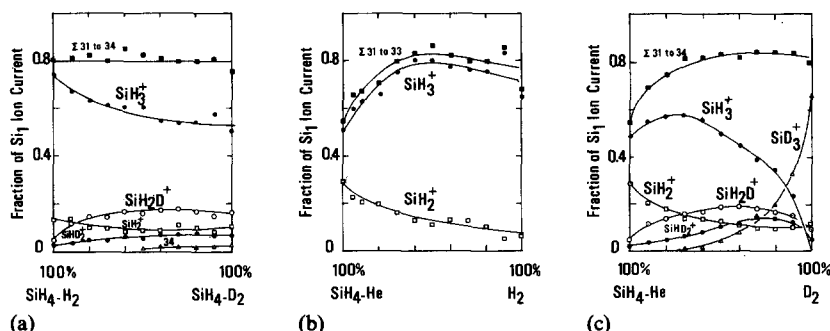 Fraction of Si₁ Ion Current
0.8
0.4
0
Σ 31 to 34
SiH₃⁺
SiH₂D⁺
SiH₂⁺
SiHD₂⁺
34
100%
100%
SiH₄-H₂
SiH₄-D₂
(a)
Fraction of Si₁ Ion Current
0.8
0.4
0
Σ 31 to 33
SiH₃⁺
SiH₂⁺
100%
100%
SiH₄-He
H₂
(b)
Fraction of Si₁ Ion Current
0.8
0.4
0
Σ 31 to 34
SiH₃⁺
SiD₃⁺
SiH₂⁺
SiH₂D⁺
SiHD₂⁺
100%
100%
SiH₄-He
D₂
(c)